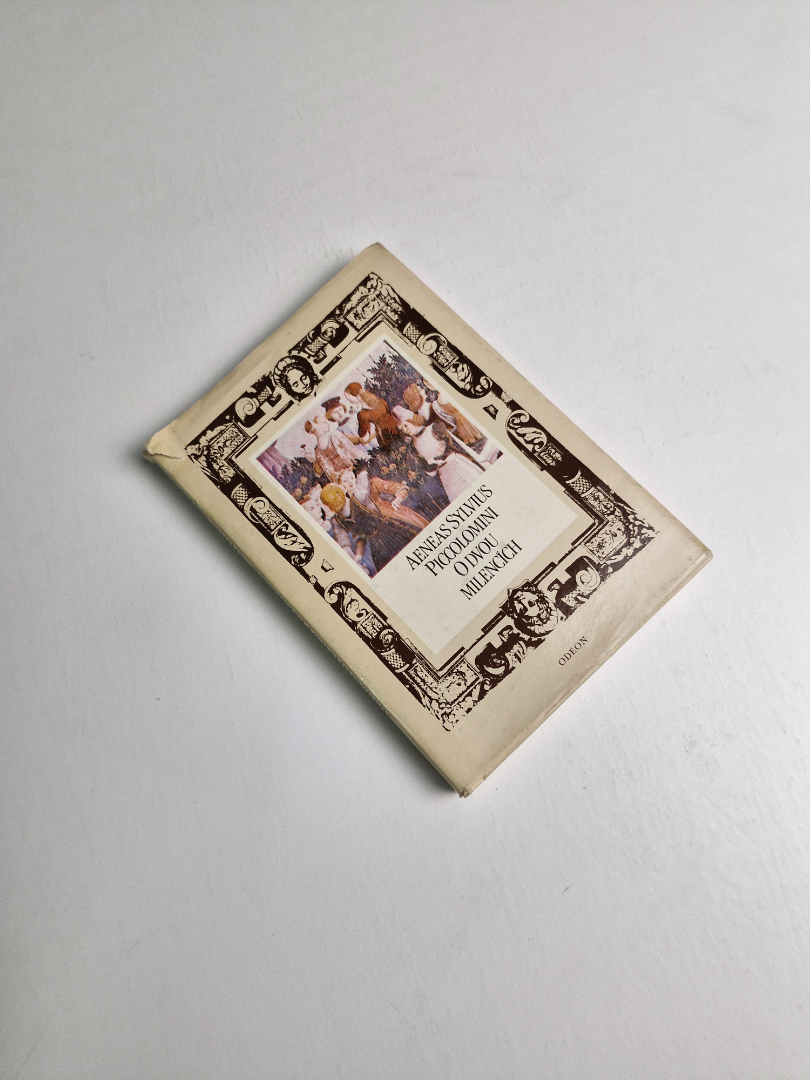 AENEAS SYLVIUS
PICCOLOMINI
O DVOU
MILENCÍCH
ODEON